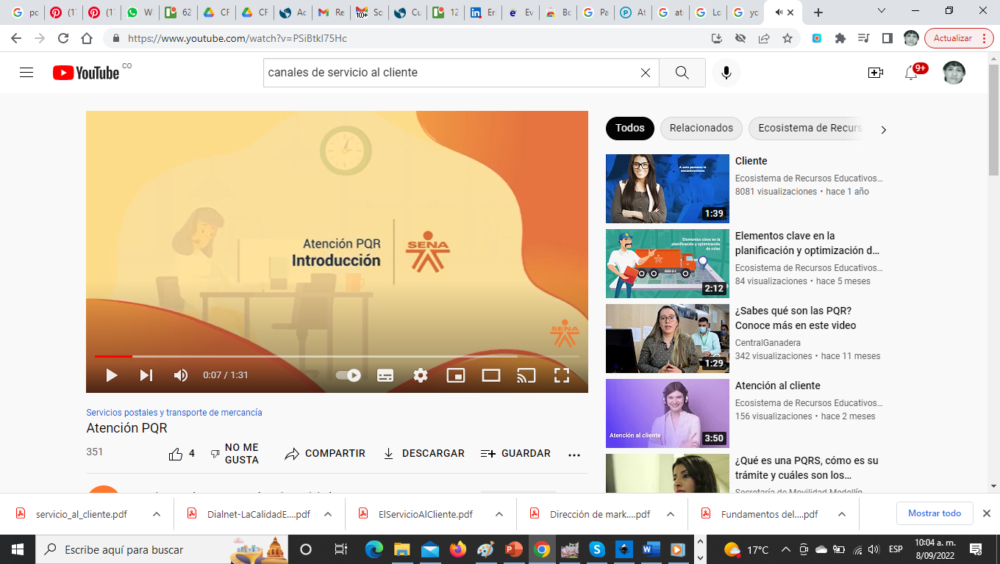 pc
(1
(1
W
62
CF
CF
Ac
Re
100+
Sc
Cu
12
Er
Ev
Bc
Pa
At
at
Lc
yc
https://www.youtube.com/watch?v=PSiBtkI75Hc
Actualizar
YouTube CO
canales de servicio al cliente
9+
Atención PQR
Introducción
SENA
SENA
0:07 / 1:31
Servicios postales y transporte de mercancía
Atención PQR
351
4
NO ME
GUSTA
COMPARTIR
DESCARGAR
GUARDAR
Todos
Relacionados
Ecosistema de Recurs
A esta persona la
encontraremos
1:39
Cliente
Ecosistema de Recursos Educativos...
8081 visualizaciones • hace 1 año
Elementos clave en la
planificación y optimización
de rutas
2:12
Elementos clave en la
planificación y optimización d...
Ecosistema de Recursos Educativos...
84 visualizaciones • hace 5 meses
1:29
¿Sabes qué son las PQR?
Conoce más en este video
CentralGanadera
342 visualizaciones • hace 11 meses
Atención al cliente
3:50
Atención al cliente
Ecosistema de Recursos Educativos...
156 visualizaciones • hace 2 meses
¿Qué es una PQRS, cómo es su
trámite y cuáles son los...
Secretaría de Movilidad Medellín
servicio_al_cliente.pdf
Dialnet-LaCalidadE....pdf
ElServicioAlCliente.pdf
Dirección de mark....pdf
Fundamentos del....pdf
Mostrar todo
Escribe aquí para buscar
17°C
ESP
10:04 a. m.
8/09/2022